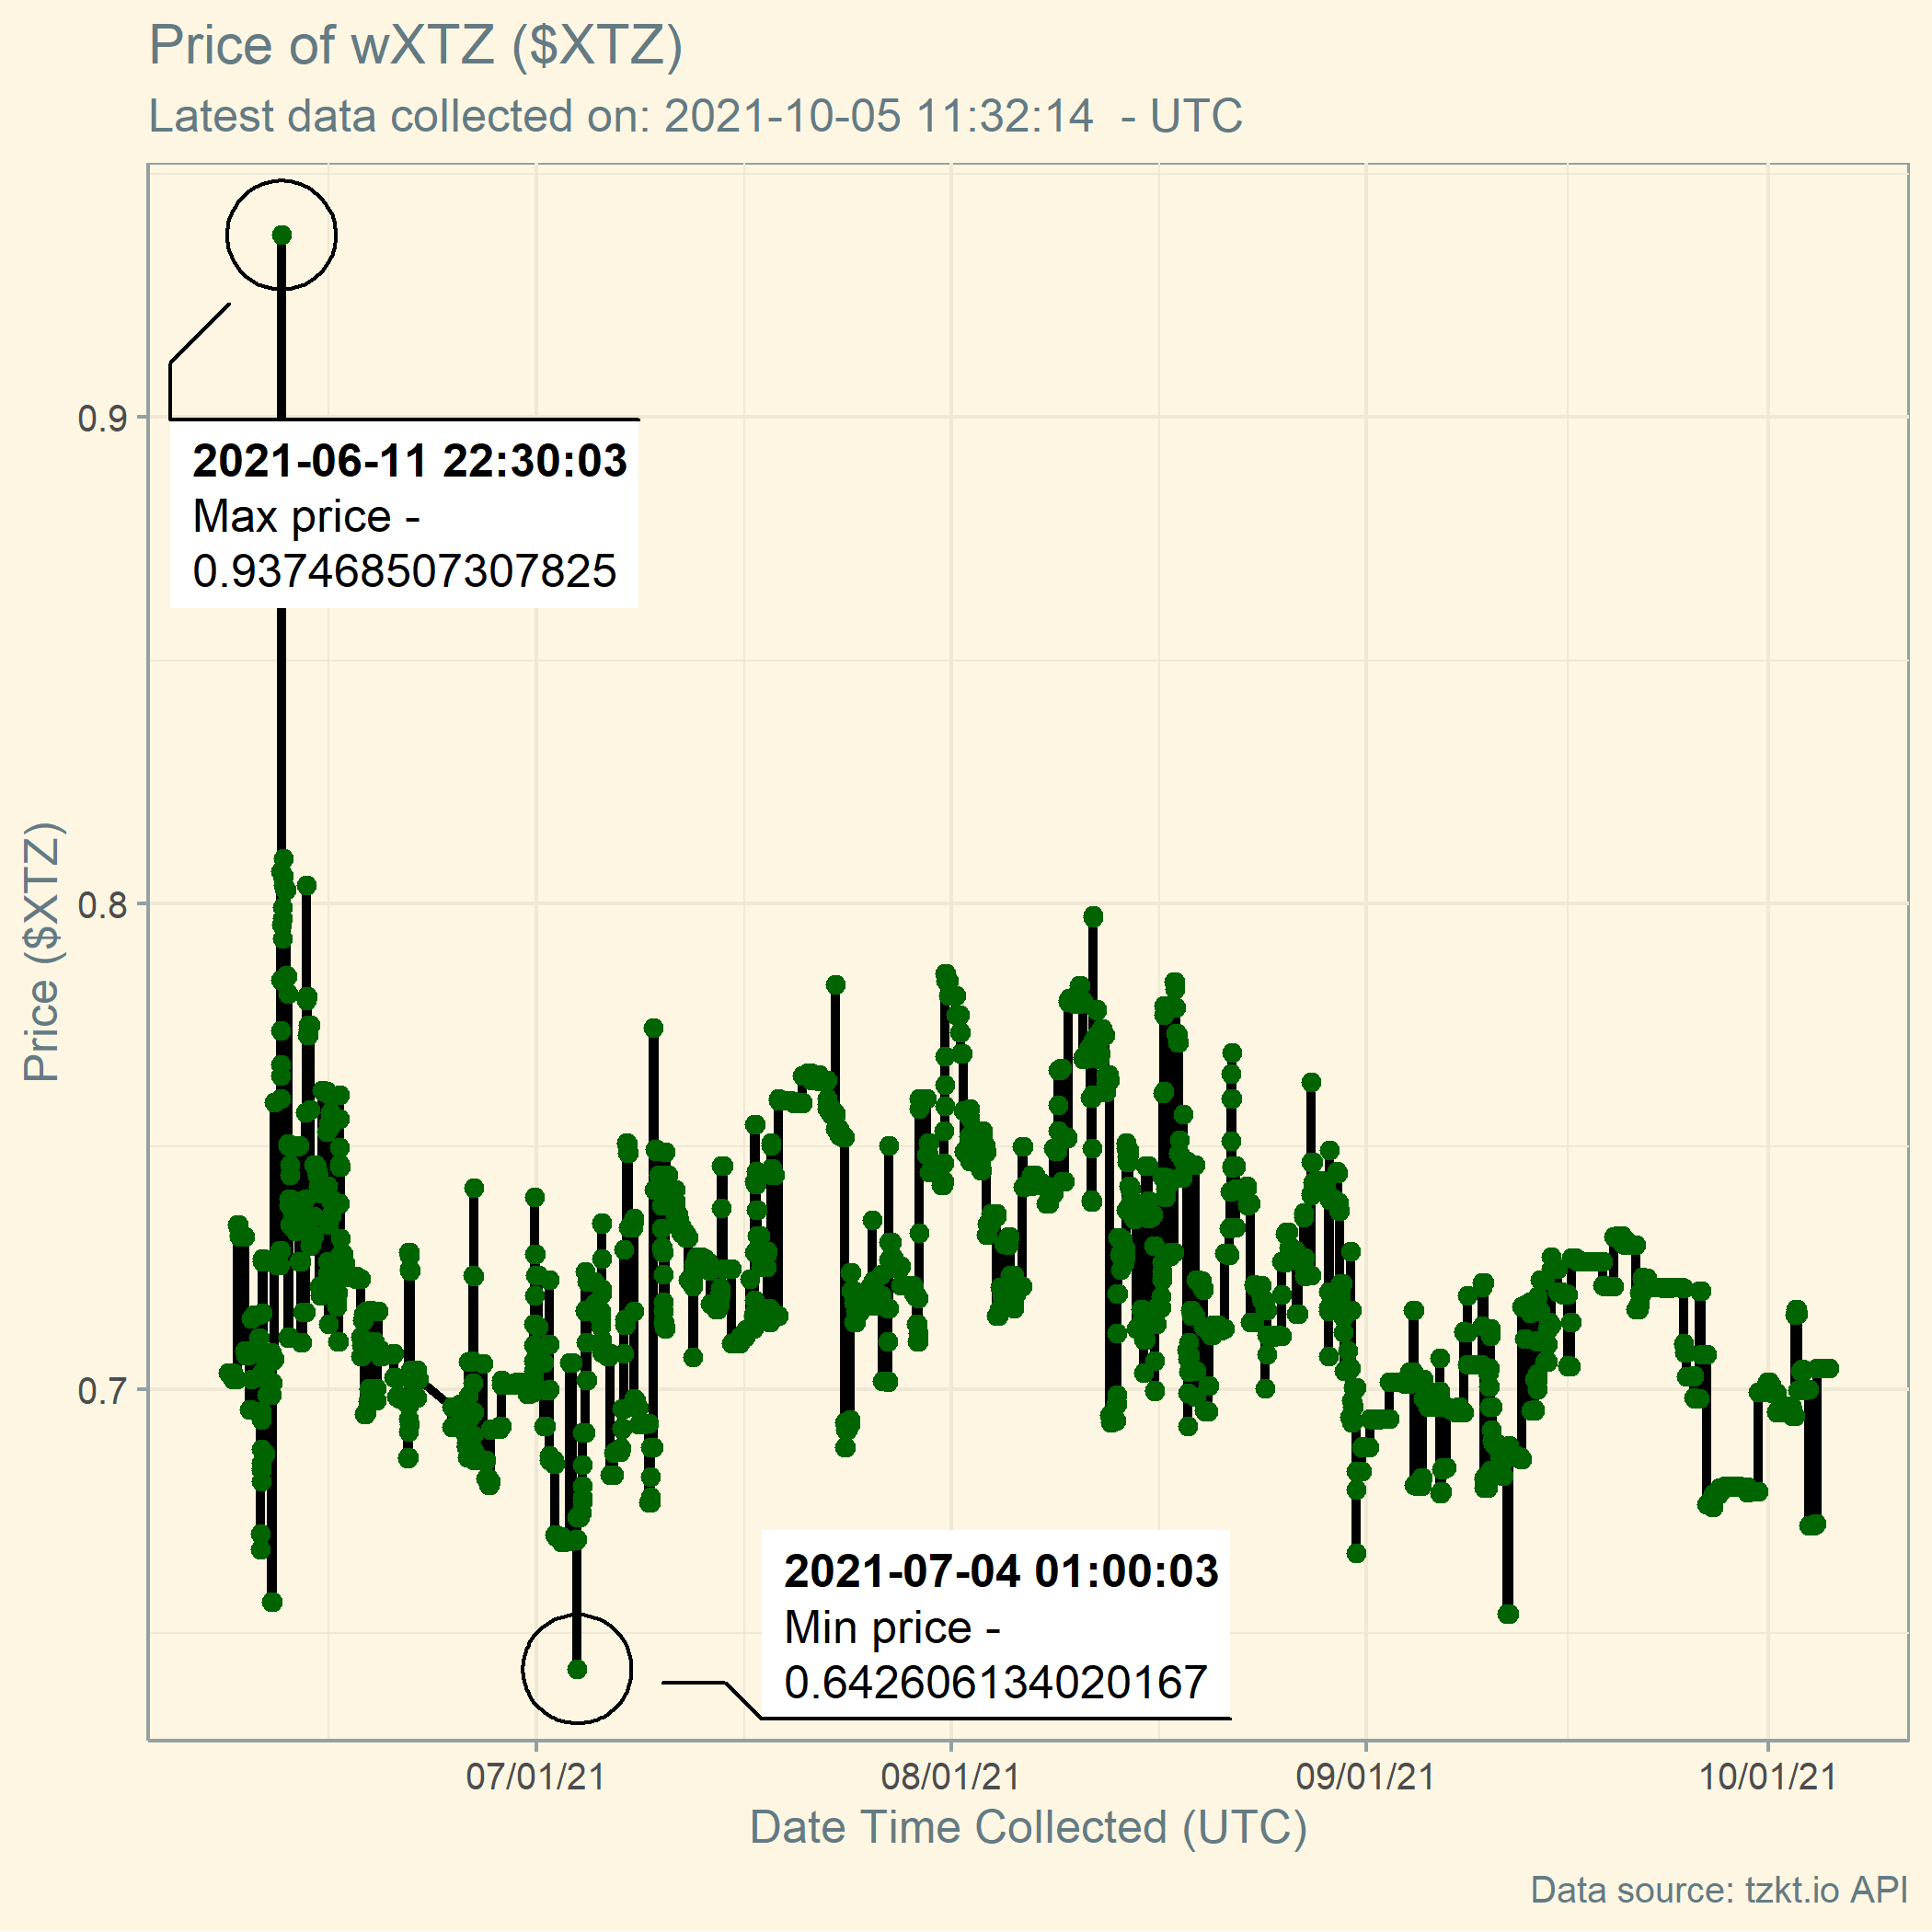 Price of wXTZ ($XTZ)
Latest data collected on: 2021-10-05 11:32:14  - UTC
Price ($XTZ)
0.9
0.8
0.7
2021-06-11 22:30:03
Max price -
0.937468507307825
2021-07-04 01:00:03
Min price -
0.642606134020167
07/01/21
08/01/21
09/01/21
10/01/21
Date Time Collected (UTC)
Data source: tzkt.io API